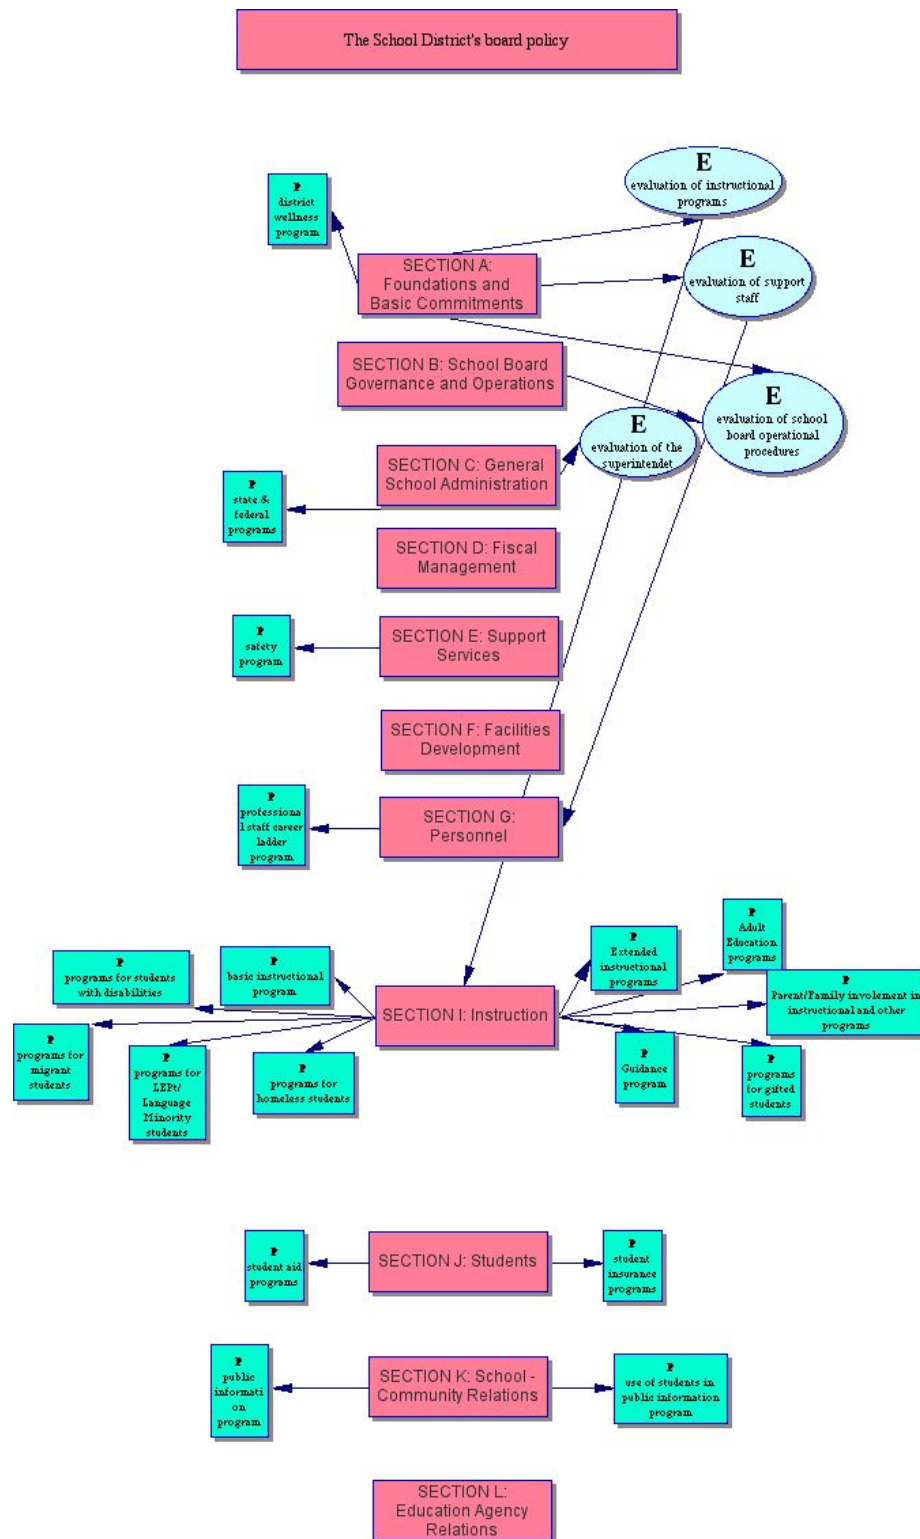 The School District's board policy
E
evaluation of instructional
programs
P
district
wellness
program
E
evaluation of support
staff
SECTION A:
Foundations and
Basic Commitments
SECTION B: School Board
Governance and Operations
E
evaluation of school
board operational
procedures
E
evaluation of the
superintendet
SECTION C: General
School Administration
P
state &
federal
programs
SECTION D: Fiscal
Management
P
safety
program
SECTION E: Support
Services
SECTION F: Facilities
Development
P
professiona
l staff career
ladder
program
SECTION G:
Personnel
P
Adult
Education
programs
P
Extended
instructional
programs
P
basic instructional
program
P
programs for students
with disabilities
P
Parent/Family involement in
instructional and other
programs
SECTION I: Instruction
P
programs for
migrant
students
P
programs for
LEPt/
Language
Minority
students
P
programs for
homeless students
P
Guidance
program
P
programs
for gifted
students
P
student aid
programs
SECTION J: Students
P
student
insurance
programs
P
public
informati
on
program
SECTION K: School -
Community Relations
P
use of students in
public information
program
SECTION L:
Education Agency
Relations